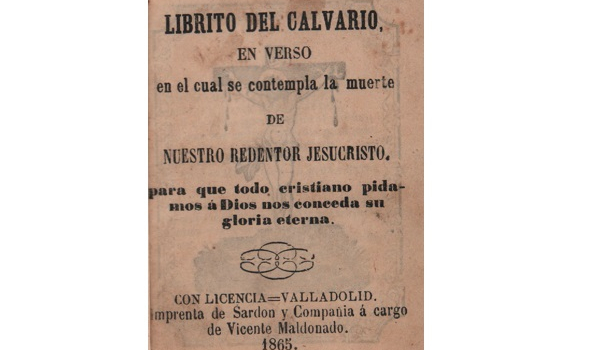 LIBRITO DEL CALVARIO,
EN VERSO
en el cual se contempla la muerte
DE
NUESTRO REDENTOR JESUCRISTO.
para que todo cristiano pida-
mos á Dios nos conceda su
gloria eterna.
CON LICENCIA=VALLADOLID.
Imprenta de Sardon y Compañia á cargo
de Vicente Maldonado.
1865.